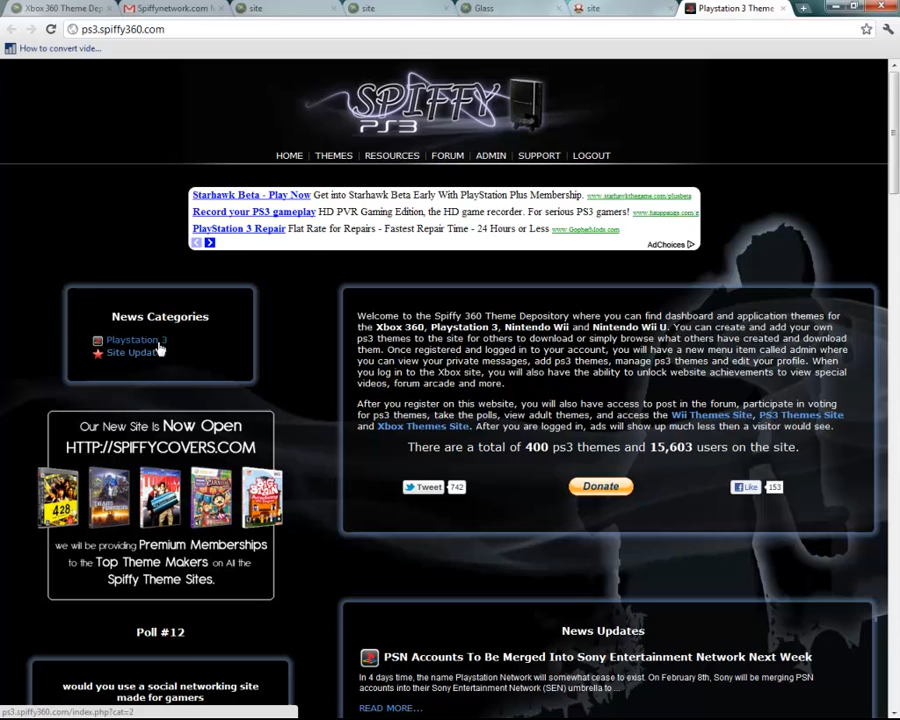 Xbox 360 Theme Dep
Spiffynetwork.com M
site
site
Glass
site
Playstation 3 Theme
ps3.spiffy360.com
How to convert vide...
SPIFFY
PS3
HOME | THEMES | RESOURCES | FORUM | ADMIN | SUPPORT | LOGOUT
Starhawk Beta - Play Now Get into Starhawk Beta Early With PlayStation Plus Membership. www.starhawkthegame.com/plusbeta
Record your PS3 gameplay HD PVR Gaming Edition, the HD game recorder. For serious PS3 gamers! www.hauppauge.com/g
PlayStation 3 Repair Flat Rate for Repairs - Fastest Repair Time - 24 Hours or Less www.GopherMods.com
AdChoices
News Categories
Playstation 3
Site Updat
Our New Site Is Now Open
HTTP://SPIFFYCOVERS.COM
428
TRANSFORMERS
CARNIVAL
BIG BRAIN
we will be providing Premium Memberships
to the Top Theme Makers on All the
Spiffy Theme Sites.
Poll #12
would you use a social networking site
made for gamers
Welcome to the Spiffy 360 Theme Depository where you can find dashboard and application themes for
the Xbox 360, Playstation 3, Nintendo Wii and Nintendo Wii U. You can create and add your own
ps3 themes to the site for others to download or simply browse what others have created and download
them. Once registered and logged in to your account, you will have a new menu item called admin where
you can view your private messages, add ps3 themes, manage ps3 themes and edit your profile. When
you log in to the Xbox site, you will also have the ability to unlock website achievements to view special
videos, forum arcade and more.
After you register on this website, you will also have access to post in the forum, participate in voting
for ps3 themes, take the polls, view adult themes, and access the Wii Themes Site, PS3 Themes Site
and Xbox Themes Site. After you are logged in, ads will show up much less then a visitor would see.
There are a total of 400 ps3 themes and 15,603 users on the site.
Tweet 742
Donate
Like 153
News Updates
PSN Accounts To Be Merged Into Sony Entertainment Network Next Week
In 4 days time, the name Playstation Network will somewhat cease to exist. On February 8th, Sony will be merging PSN
accounts into their Sony Entertainment Network (SEN) umbrella to...
READ MORE...
ps3.spiffy360.com/index.php?cat=2